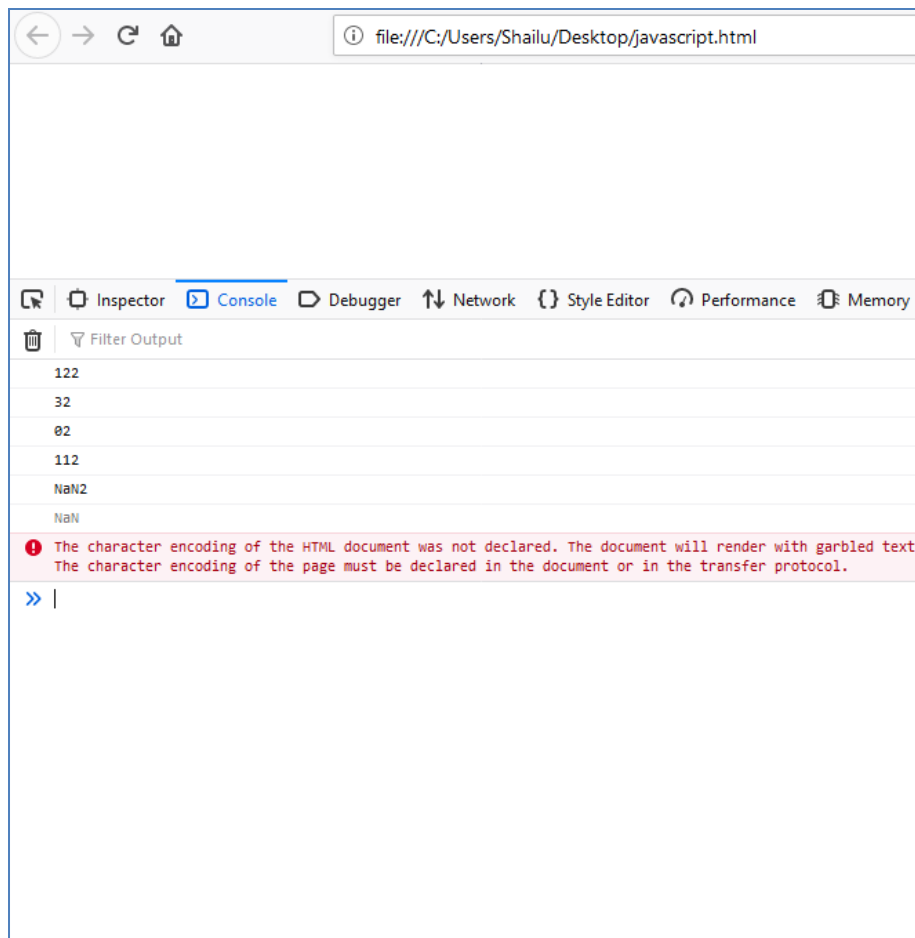 file:///C:/Users/Shailu/Desktop/javascript.html
Inspector Console Debugger Network {} Style Editor Performance Memory
Filter Output
122
32
02
112
NaN2
NaN
The character encoding of the HTML document was not declared. The document will render with garbled text
The character encoding of the page must be declared in the document or in the transfer protocol.